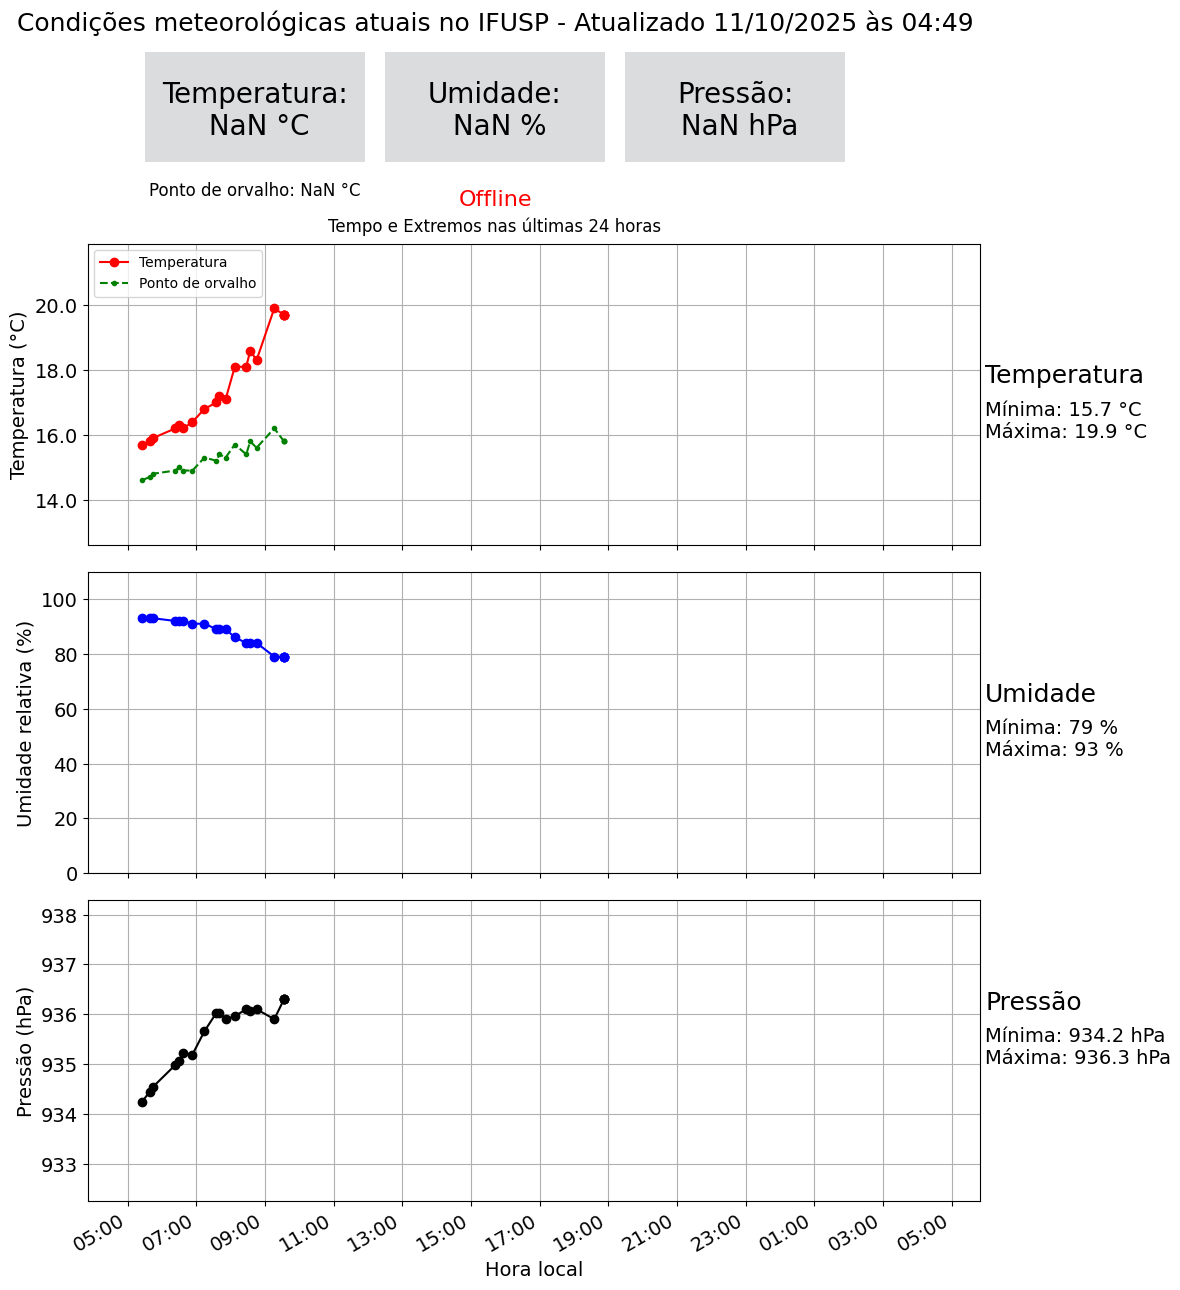 Condições meteorológicas atuais no IFUSP - Atualizado 11/10/2025 às 04:49
Temperatura:
NaN °C
Umidade:
NaN %
Pressão:
NaN hPa
Ponto de orvalho: NaN °C
Offline
Tempo e Extremos nas últimas 24 horas
Temperatura
Ponto de orvalho
Temperatura (°C)
20.0
18.0
16.0
14.0
Temperatura
Mínima: 15.7 °C
Máxima: 19.9 °C
Umidade relativa (%)
100
80
60
40
20
0
Umidade
Mínima: 79 %
Máxima: 93 %
Pressão (hPa)
938
937
936
935
934
933
Pressão
Mínima: 934.2 hPa
Máxima: 936.3 hPa
05:00 07:00 09:00 11:00 13:00 15:00 17:00 19:00 21:00 23:00 01:00 03:00 05:00
Hora local